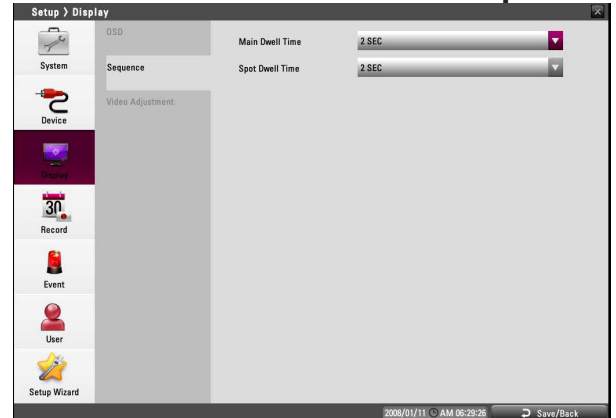 Setup > Display
System
Device
Display
30
Record
Event
User
Setup Wizard
OSD
Sequence
Video Adjustment
Main Dwell Time 2 SEC
Spot Dwell Time 2 SEC
2008/01/11 AM 06:29:26 Save/Back